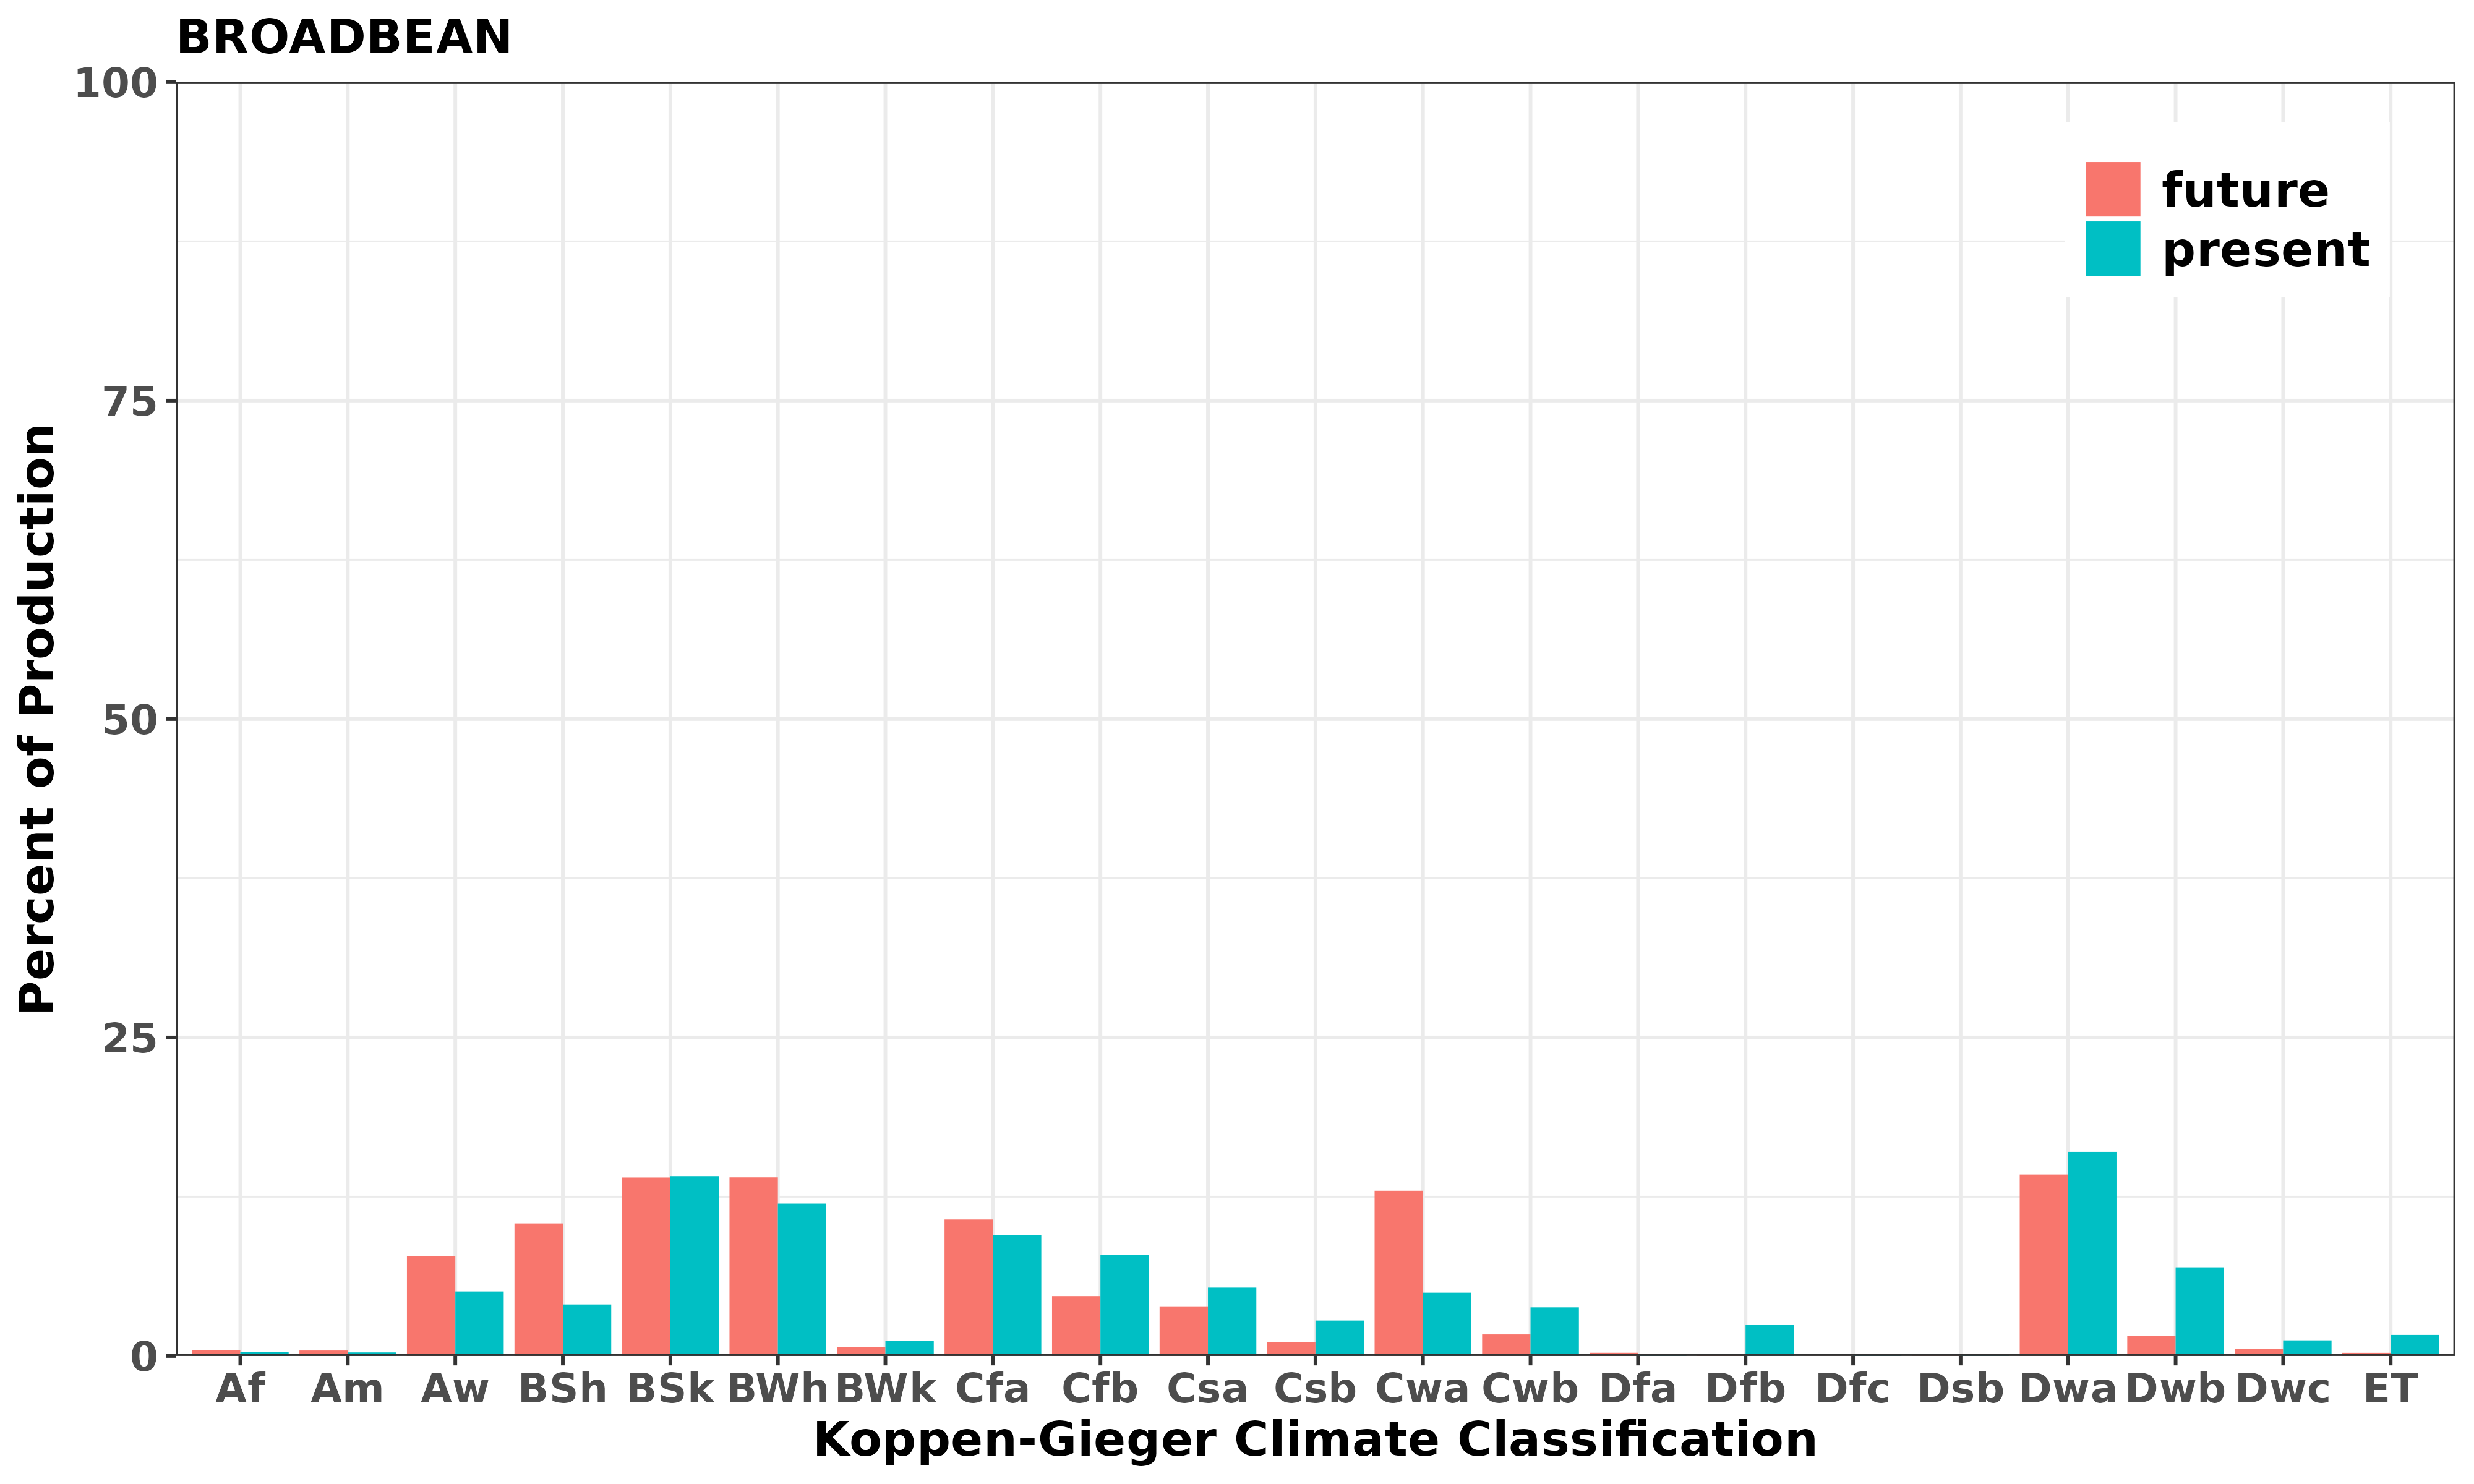 BROADBEAN
100
75
50
25
0
Percent of Production
future
present
Af Am Aw BSh BSk BWh BWk Cfa Cfb Csa Csb Cwa Cwb Dfa Dfb Dfc Dsb Dwa Dwb Dwc ET
Koppen-Gieger Climate Classification